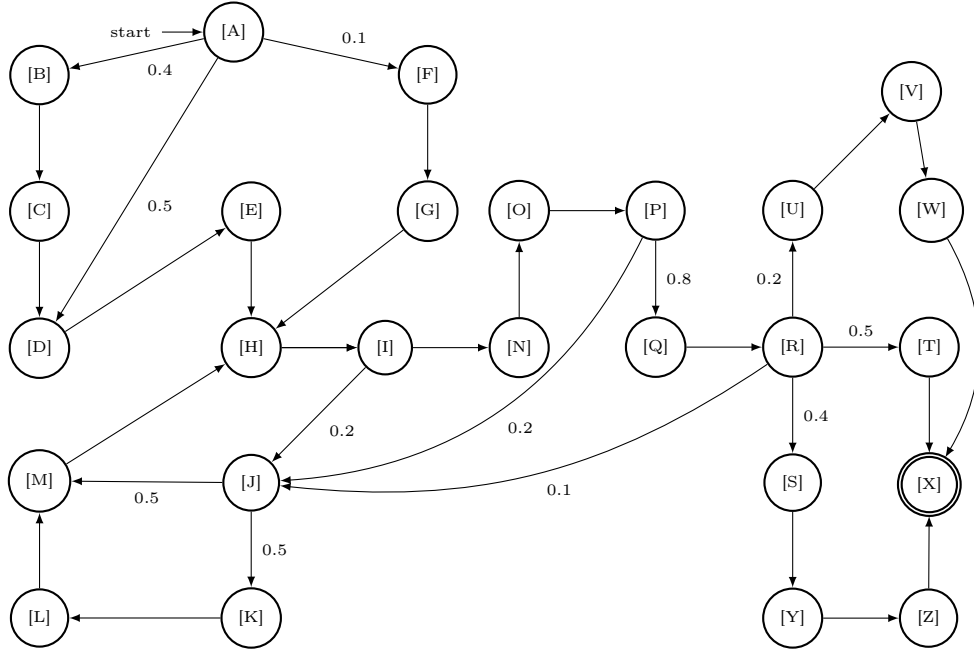 start
[A]
0.1
[B]
0.4
[F]
[V]
[C]
0.5
[E]
[G]
[O]
[P]
[U]
[W]
0.8
0.2
[D]
[H]
[I]
[N]
[Q]
[R]
0.5
[T]
0.2
0.2
0.4
[M]
0.5
[J]
0.1
[S]
[X]
0.5
[L]
[K]
[Y]
[Z]